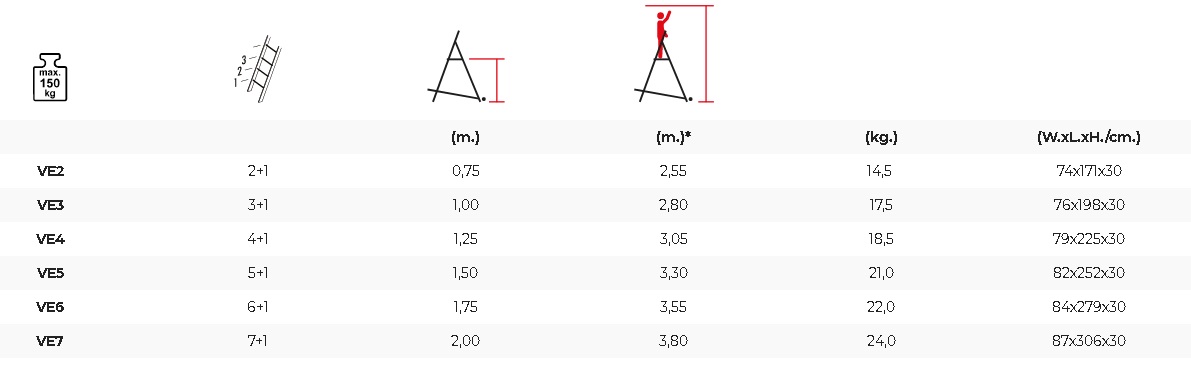 max.
150
kg
3
2
1
(m.) (m.)* (kg.) (W.xL.xH./cm.)
VE2 2+1 0,75 2,55 14,5 74x171x30
VE3 3+1 1,00 2,80 17,5 76x198x30
VE4 4+1 1,25 3,05 18,5 79x225x30
VE5 5+1 1,50 3,30 21,0 82x252x30
VE6 6+1 1,75 3,55 22,0 84x279x30
VE7 7+1 2,00 3,80 24,0 87x306x30